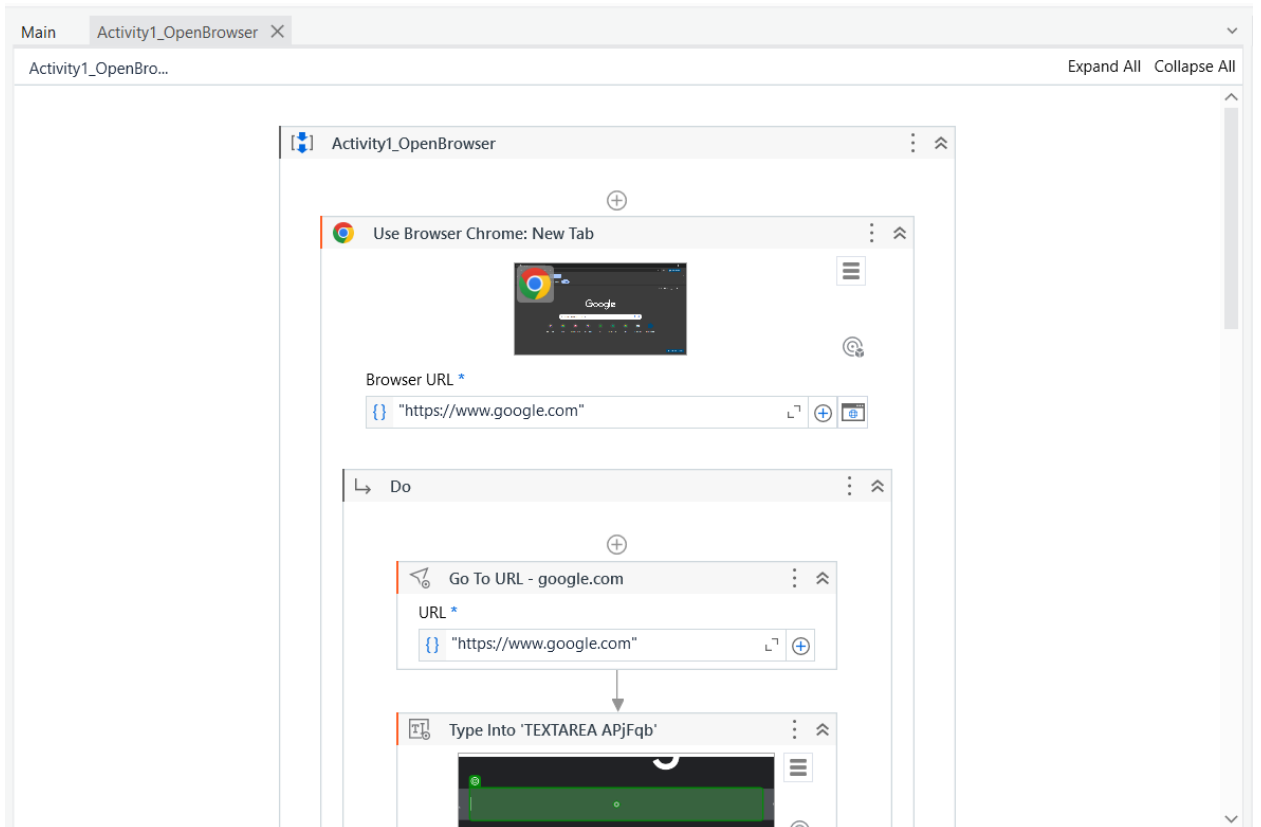 Main
Activity1_OpenBrowser
Activity1_OpenBro...
Expand All Collapse All
Activity1_OpenBrowser
Use Browser Chrome: New Tab
Google
Browser URL *
{} "https://www.google.com"
Do
Go To URL - google.com
URL *
{} "https://www.google.com"
Type Into 'TEXTAREA APjFqb'